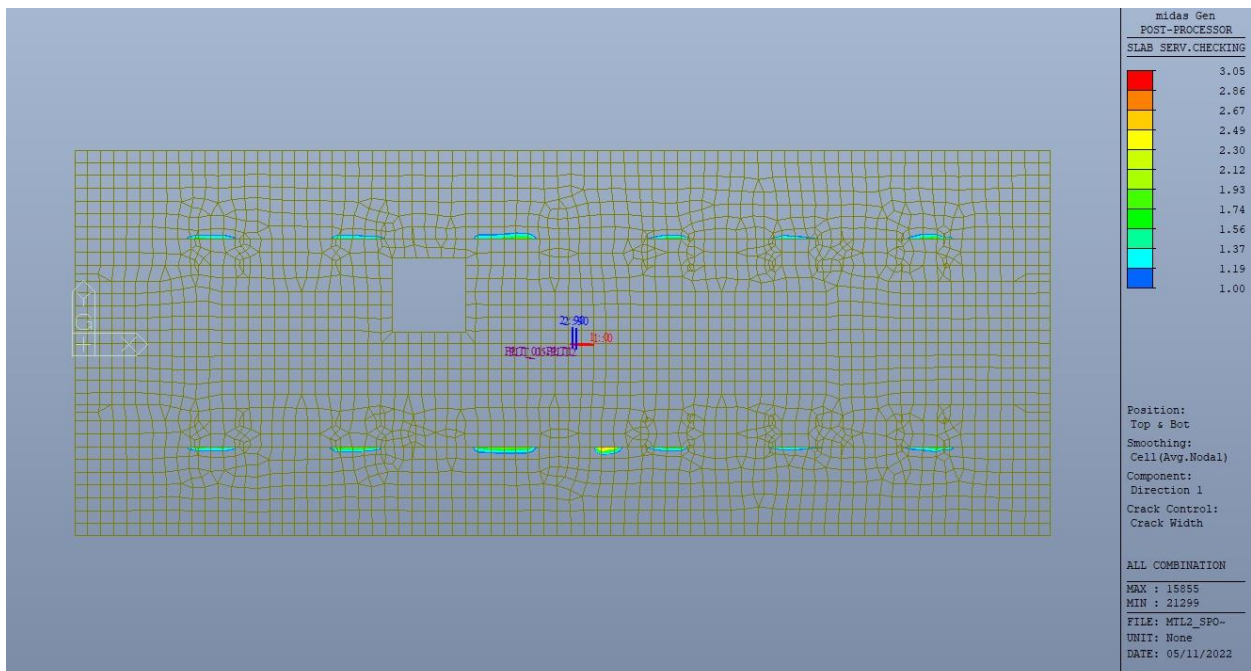 midas Gen
POST-PROCESSOR
SLAB SERV.CHECKING
3.05
2.86
2.67
2.49
2.30
2.12
1.93
1.74
1.56
1.37
1.19
1.00
Y
G
X
Position:
Top & Bot
Smoothing:
Cell(Avg.Nodal)
Component:
Direction 1
Crack Control:
Crack Width
ALL COMBINATION
MAX : 15855
MIN : 21299
FILE: MTL2_SPO~
UNIT: None
DATE: 05/11/2022